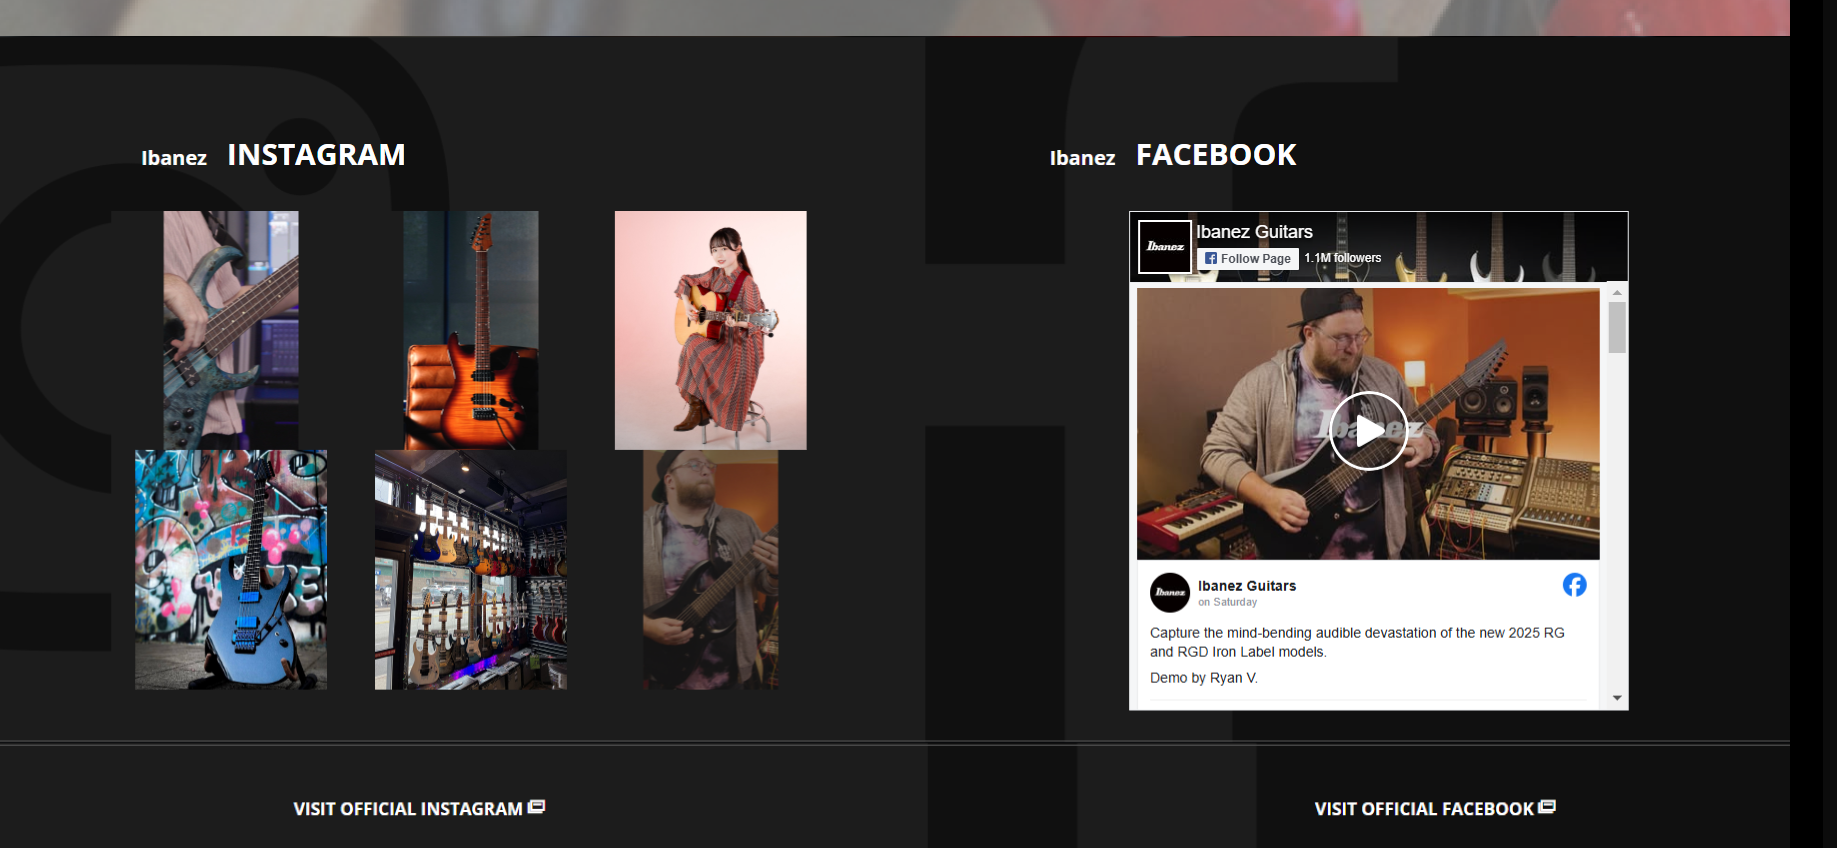 Ibanez INSTAGRAM
Ibanez FACEBOOK
Ibanez
Ibanez Guitars
Follow Page
1.1M followers
Ibanez
Ibanez
Ibanez Guitars
on Saturday
Capture the mind-bending audible devastation of the new 2025 RG
and RGD Iron Label models.
Demo by Ryan V.
VISIT OFFICIAL INSTAGRAM
VISIT OFFICIAL FACEBOOK